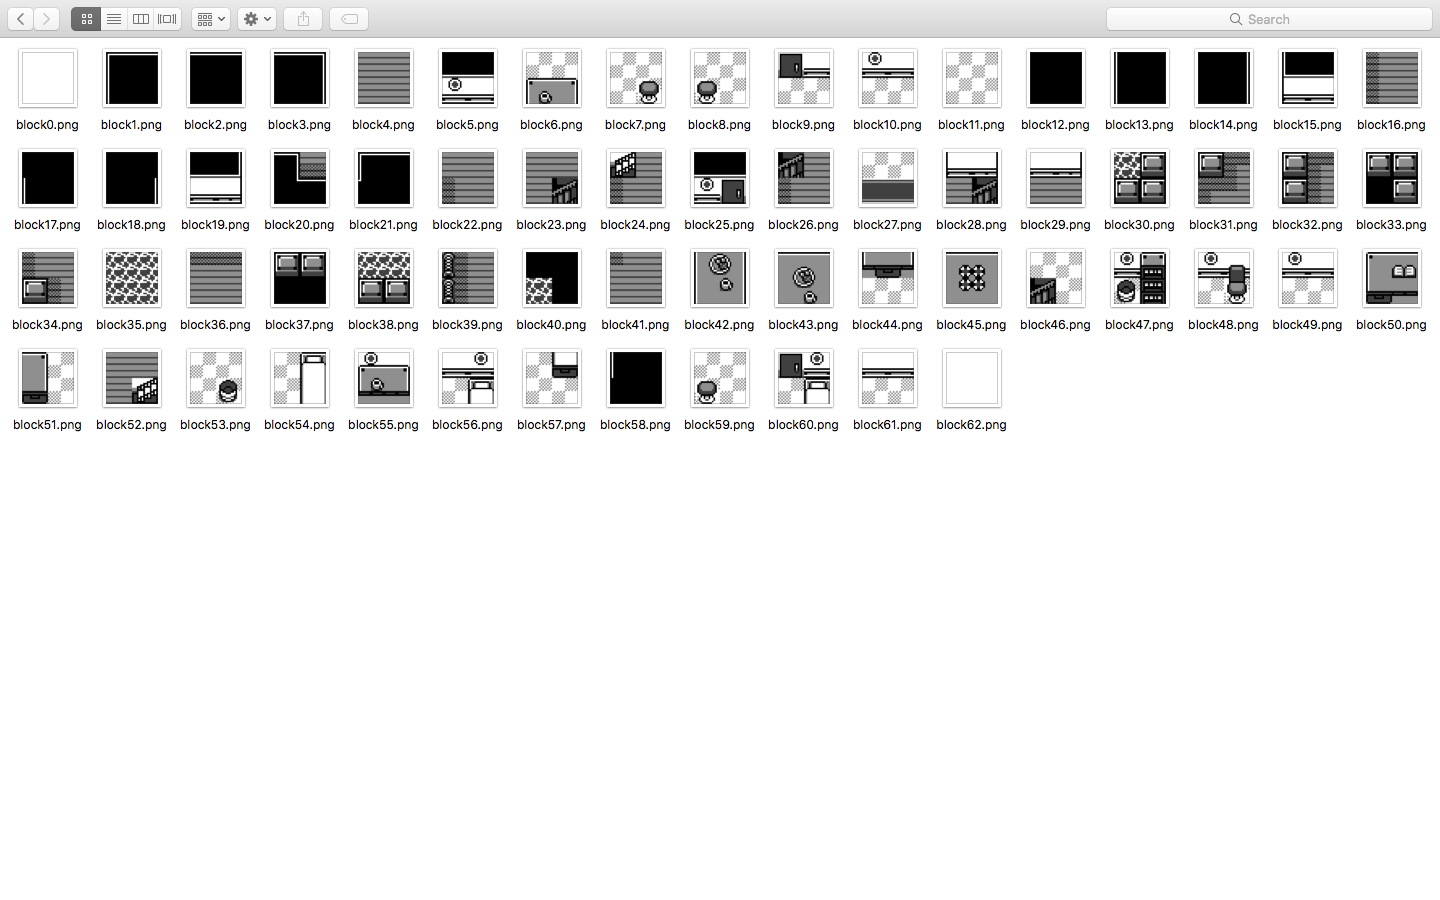 Search
block0.png block1.png block2.png block3.png block4.png block5.png block6.png block7.png block8.png block9.png block10.png block11.png block12.png block13.png block14.png block15.png block16.png
block17.png block18.png block19.png block20.png block21.png block22.png block23.png block24.png block25.png block26.png block27.png block28.png block29.png block30.png block31.png block32.png block33.png
block34.png block35.png block36.png block37.png block38.png block39.png block40.png block41.png block42.png block43.png block44.png block45.png block46.png block47.png block48.png block49.png block50.png
block51.png block52.png block53.png block54.png block55.png block56.png block57.png block58.png block59.png block60.png block61.png block62.png